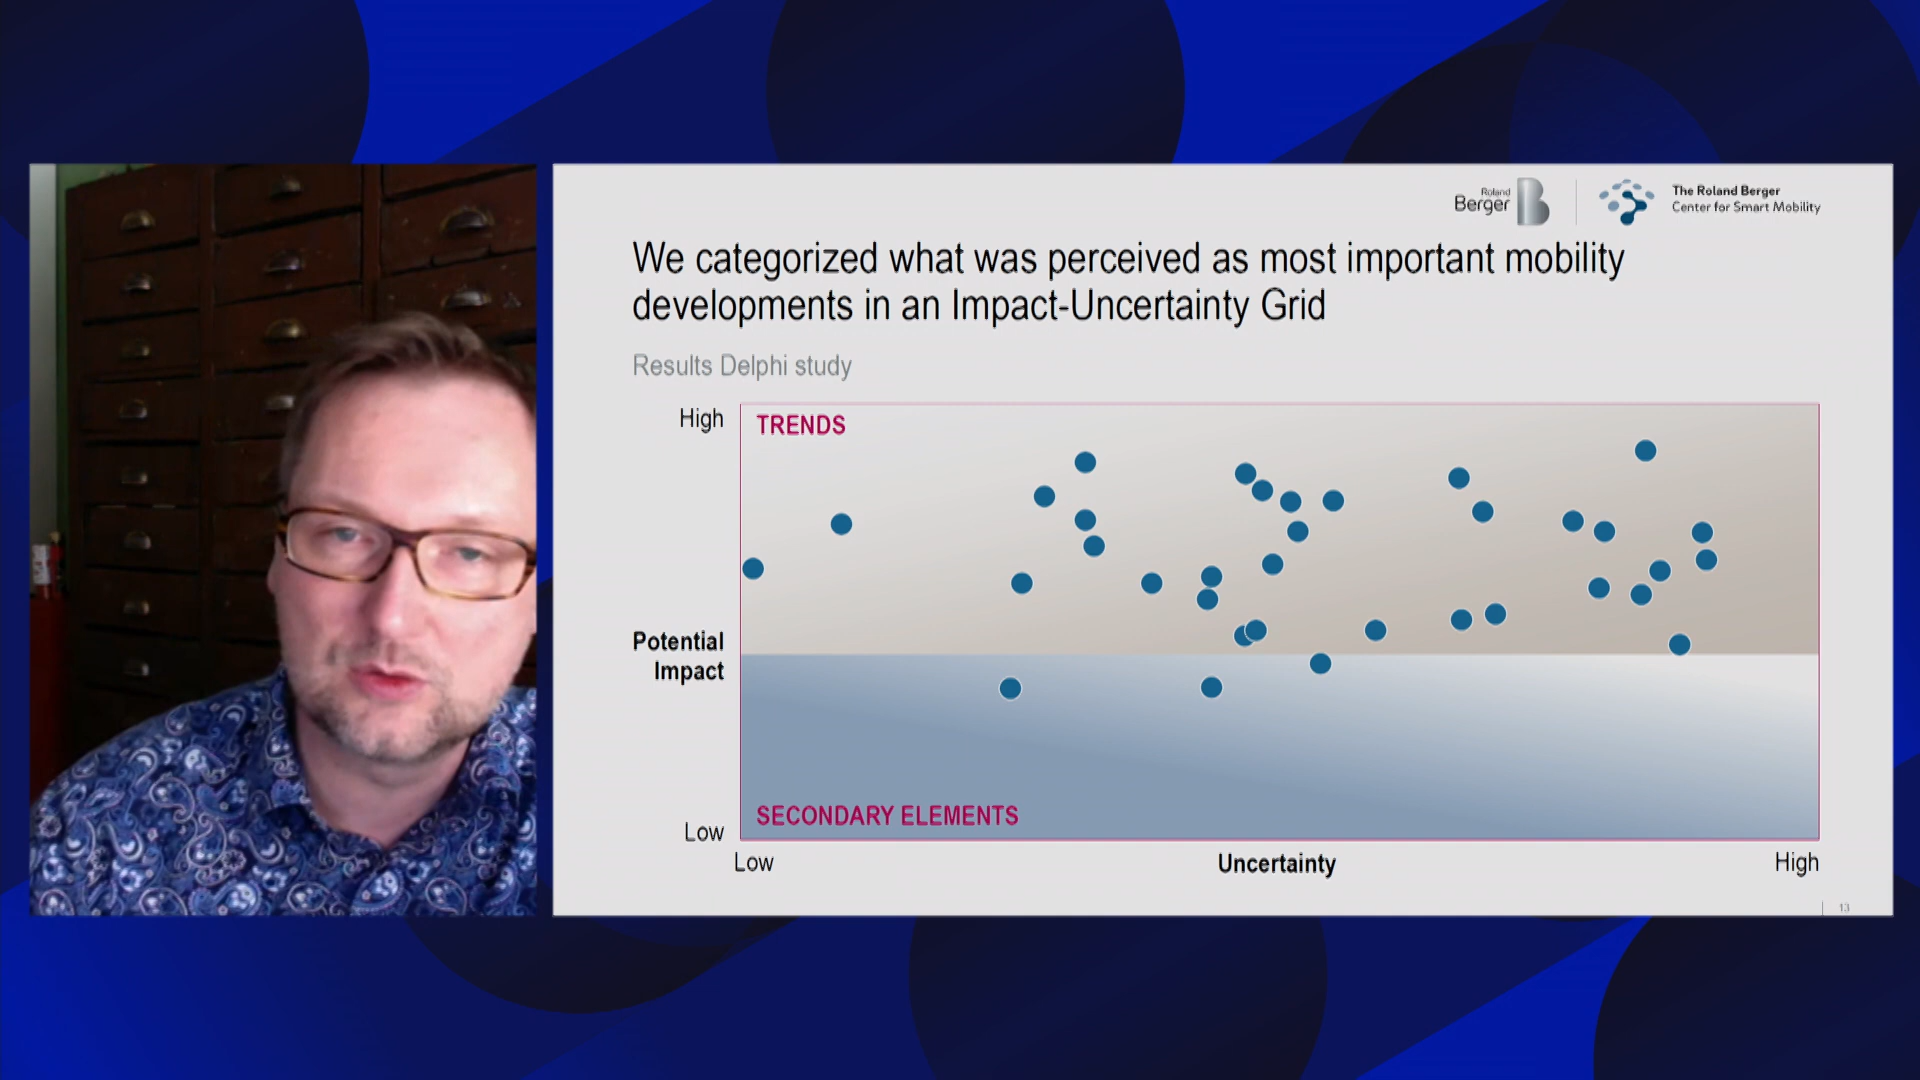 Roland
Berger
The Roland Berger
Center for Smart Mobility
We categorized what was perceived as most important mobility
developments in an Impact-Uncertainty Grid
Results Delphi study
High
TRENDS
Potential
Impact
SECONDARY ELEMENTS
Low
Low
Uncertainty
High
13